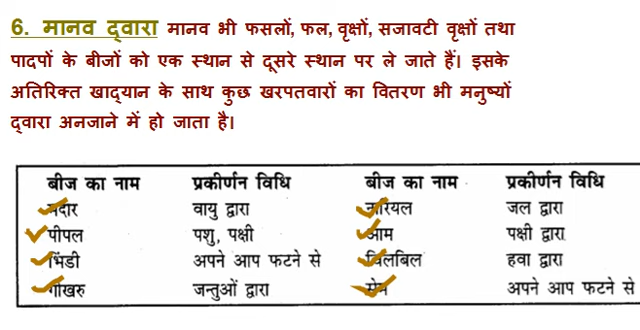 6. मानव द्वारा मानव भी फसलों, फल, वृक्षों, सजावटी वृक्षों तथा
पादपों के बीजों को एक स्थान से दूसरे स्थान पर ले जाते हैं। इसके
अतिरिक्त खाद्यान के साथ कुछ खरपतवारों का वितरण भी मनुष्यों
द्वारा अनजाने में हो जाता है।
बीज का नाम प्रकीर्णन विधि बीज का नाम प्रकीर्णन विधि
मदार वायु द्वारा नारियल जल द्वारा
पीपल पशु, पक्षी आम पक्षी द्वारा
भिंडी अपने आप फटने से चिलबिल हवा द्वारा
गोखरु जन्तुओं द्वारा सेम अपने आप फटने से